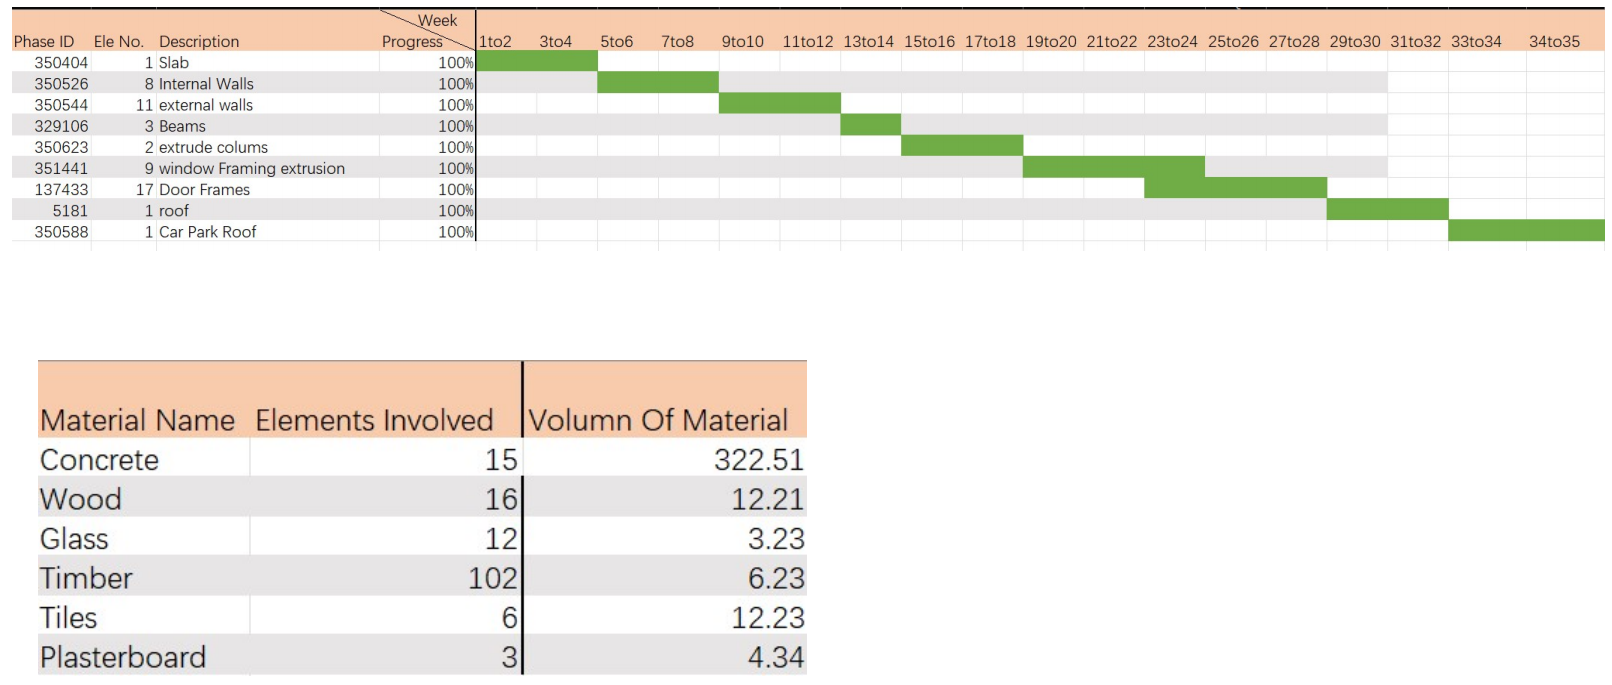 Week
Phase ID Ele No. Description Progress 1to2 3to4 5to6 7to8 9to10 11to12 13to14 15to16 17to18 19to20 21to22 23to24 25to26 27to28 29to30 31to32 33to34 34to35
350404 1 Slab 100%
350526 8 Internal Walls 100%
350544 11 external walls 100%
329106 3 Beams 100%
350623 2 extrude colums 100%
351441 9 window Framing extrusion 100%
137433 17 Door Frames 100%
5181 1 roof 100%
350588 1 Car Park Roof 100%
Material Name Elements Involved Volumn Of Material
Concrete 15 322.51
Wood 16 12.21
Glass 12 3.23
Timber 102 6.23
Tiles 6 12.23
Plasterboard 3 4.34